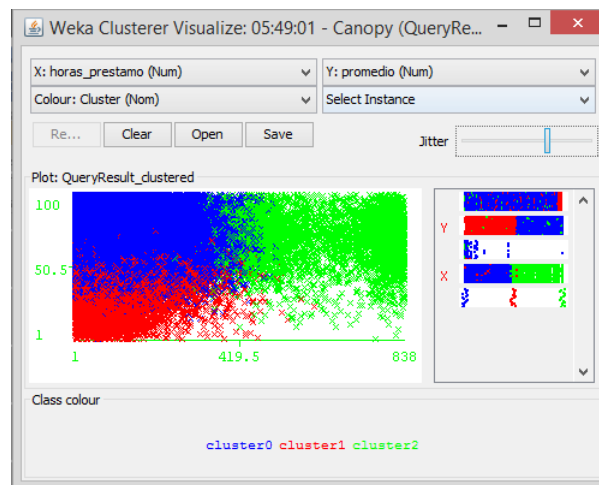 Weka Clusterer Visualize: 05:49:01 - Canopy (QueryRe...
X: horas_prestamo (Num) Y: promedio (Num)
Colour: Cluster (Nom) Select Instance
Re... Clear Open Save Jitter
Plot: QueryResult_clustered
100
50.5
1
1 419.5 838
Y
X
Class colour
cluster0 cluster1 cluster2